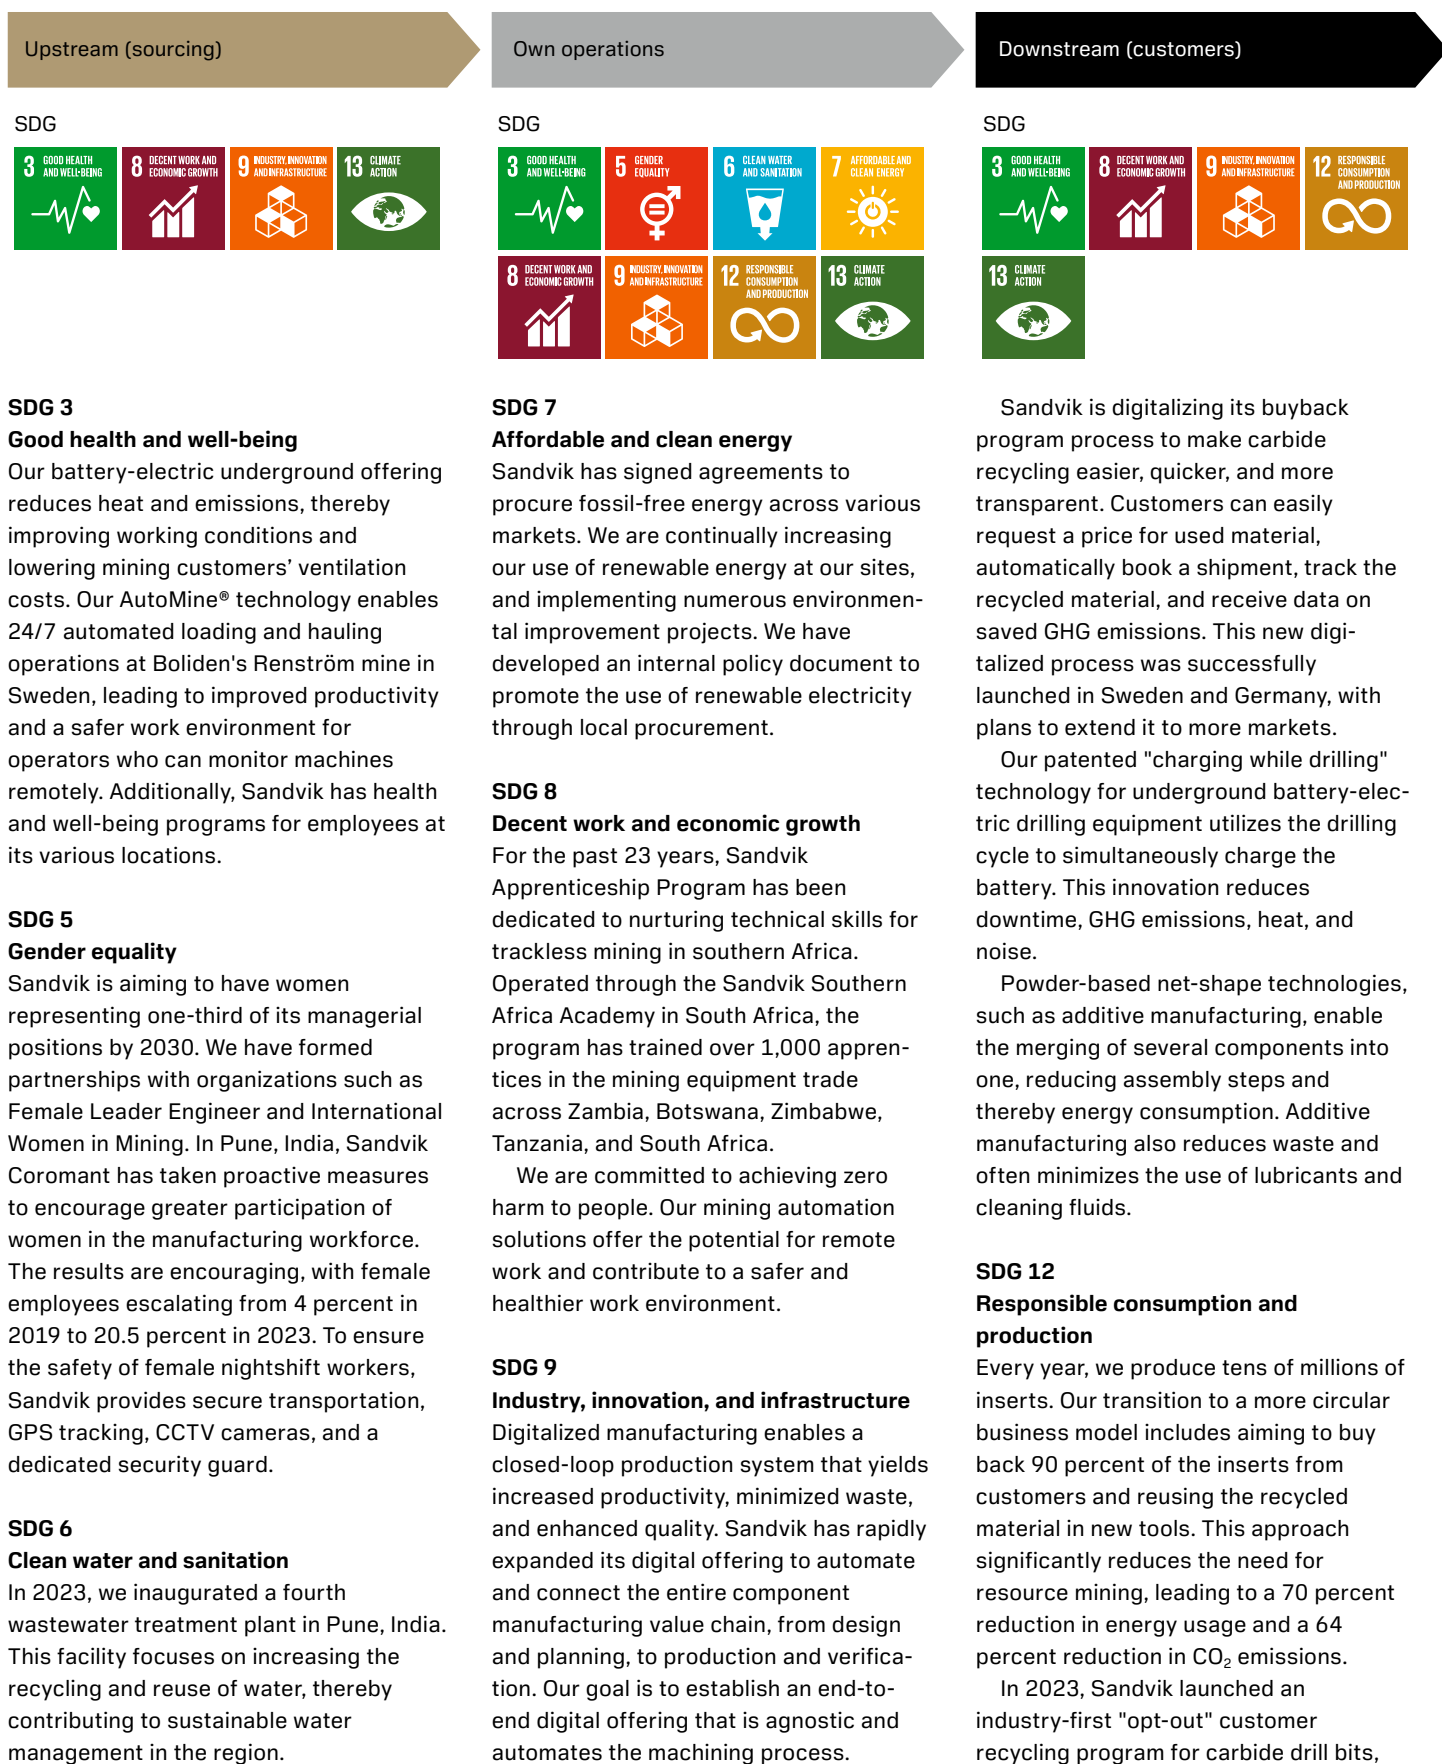 Upstream (sourcing)
Own operations
Downstream (customers)
SDG
3 GOOD HEALTH
AND WELL-BEING
8 DECENT WORK AND
ECONOMIC GROWTH
9 INDUSTRY, INNOVATION
AND INFRASTRUCTURE
13 CLIMATE
ACTION
SDG
3 GOOD HEALTH
AND WELL-BEING
5 GENDER
EQUALITY
6 CLEAN WATER
AND SANITATION
7 AFFORDABLE AND
CLEAN ENERGY
8 DECENT WORK AND
ECONOMIC GROWTH
9 INDUSTRY, INNOVATION
AND INFRASTRUCTURE
12 RESPONSIBLE
CONSUMPTION
AND PRODUCTION
13 CLIMATE
ACTION
SDG
3 GOOD HEALTH
AND WELL-BEING
8 DECENT WORK AND
ECONOMIC GROWTH
9 INDUSTRY, INNOVATION
AND INFRASTRUCTURE
12 RESPONSIBLE
CONSUMPTION
AND PRODUCTION
13 CLIMATE
ACTION
SDG 3
Good health and well-being
Our battery-electric underground offering
reduces heat and emissions, thereby
improving working conditions and
lowering mining customers’ ventilation
costs. Our AutoMine® technology enables
24/7 automated loading and hauling
operations at Boliden's Renström mine in
Sweden, leading to improved productivity
and a safer work environment for
operators who can monitor machines
remotely. Additionally, Sandvik has health
and well-being programs for employees at
its various locations.
SDG 5
Gender equality
Sandvik is aiming to have women
representing one-third of its managerial
positions by 2030. We have formed
partnerships with organizations such as
Female Leader Engineer and International
Women in Mining. In Pune, India, Sandvik
Coromant has taken proactive measures
to encourage greater participation of
women in the manufacturing workforce.
The results are encouraging, with female
employees escalating from 4 percent in
2019 to 20.5 percent in 2023. To ensure
the safety of female nightshift workers,
Sandvik provides secure transportation,
GPS tracking, CCTV cameras, and a
dedicated security guard.
SDG 6
Clean water and sanitation
In 2023, we inaugurated a fourth
wastewater treatment plant in Pune, India.
This facility focuses on increasing the
recycling and reuse of water, thereby
contributing to sustainable water
management in the region.
SDG 7
Affordable and clean energy
Sandvik has signed agreements to
procure fossil-free energy across various
markets. We are continually increasing
our use of renewable energy at our sites,
and implementing numerous environmen-
tal improvement projects. We have
developed an internal policy document to
promote the use of renewable electricity
through local procurement.
SDG 8
Decent work and economic growth
For the past 23 years, Sandvik
Apprenticeship Program has been
dedicated to nurturing technical skills for
trackless mining in southern Africa.
Operated through the Sandvik Southern
Africa Academy in South Africa, the
program has trained over 1,000 appren-
tices in the mining equipment trade
across Zambia, Botswana, Zimbabwe,
Tanzania, and South Africa.
We are committed to achieving zero
harm to people. Our mining automation
solutions offer the potential for remote
work and contribute to a safer and
healthier work environment.
SDG 9
Industry, innovation, and infrastructure
Digitalized manufacturing enables a
closed-loop production system that yields
increased productivity, minimized waste,
and enhanced quality. Sandvik has rapidly
expanded its digital offering to automate
and connect the entire component
manufacturing value chain, from design
and planning, to production and verifica-
tion. Our goal is to establish an end-to-
end digital offering that is agnostic and
automates the machining process.
Sandvik is digitalizing its buyback
program process to make carbide
recycling easier, quicker, and more
transparent. Customers can easily
request a price for used material,
automatically book a shipment, track the
recycled material, and receive data on
saved GHG emissions. This new digi-
talized process was successfully
launched in Sweden and Germany, with
plans to extend it to more markets.
Our patented "charging while drilling"
technology for underground battery-elec-
tric drilling equipment utilizes the drilling
cycle to simultaneously charge the
battery. This innovation reduces
downtime, GHG emissions, heat, and
noise.
Powder-based net-shape technologies,
such as additive manufacturing, enable
the merging of several components into
one, reducing assembly steps and
thereby energy consumption. Additive
manufacturing also reduces waste and
often minimizes the use of lubricants and
cleaning fluids.
SDG 12
Responsible consumption and
production
Every year, we produce tens of millions of
inserts. Our transition to a more circular
business model includes aiming to buy
back 90 percent of the inserts from
customers and reusing the recycled
material in new tools. This approach
significantly reduces the need for
resource mining, leading to a 70 percent
reduction in energy usage and a 64
percent reduction in CO₂ emissions.
In 2023, Sandvik launched an
industry-first "opt-out" customer
recycling program for carbide drill bits,